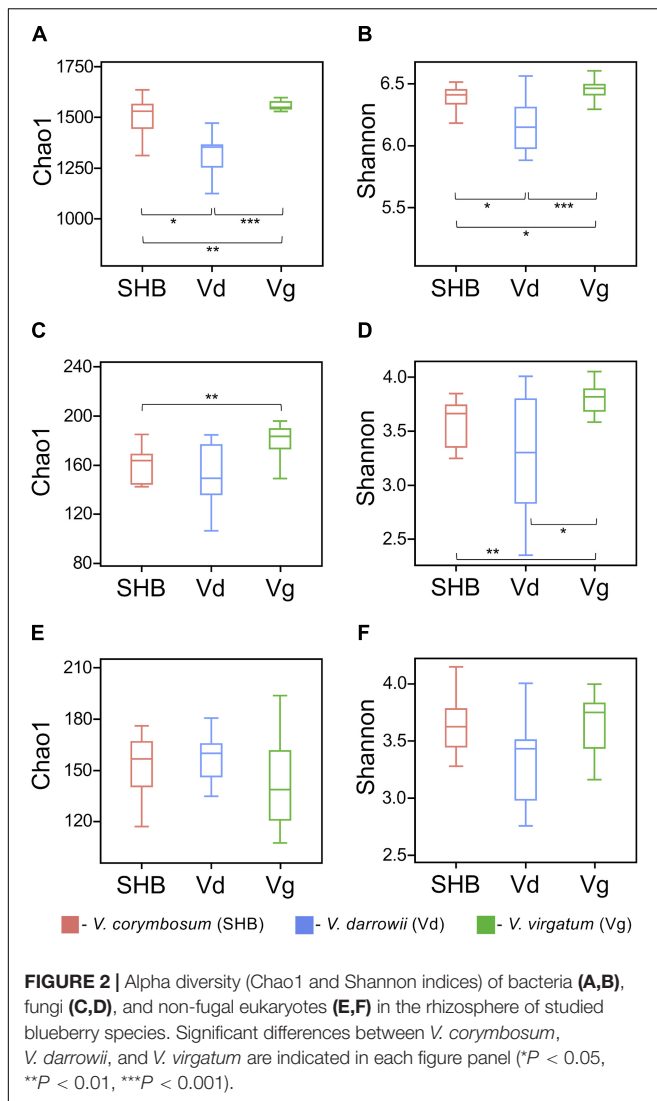 A
Chao1
1750
1500
1250
1000
*
***
**
SHB Vd Vg
B
Shannon
6.5
6.0
5.5
*
***
*
SHB Vd Vg
C
Chao1
240
200
160
120
80
**
SHB Vd Vg
D
Shannon
4.0
3.5
3.0
2.5
*
**
SHB Vd Vg
E
Chao1
210
180
150
120
SHB Vd Vg
F
Shannon
4.0
3.5
3.0
2.5
SHB Vd Vg
- V. corymbosum (SHB) - V. darrowii (Vd) - V. virgatum (Vg)
FIGURE 2 | Alpha diversity (Chao1 and Shannon indices) of bacteria (A,B),
fungi (C,D), and non-fugal eukaryotes (E,F) in the rhizosphere of studied
blueberry species. Significant differences between V. corymbosum,
V. darrowii, and V. virgatum are indicated in each figure panel (*P < 0.05,
**P < 0.01, ***P < 0.001).